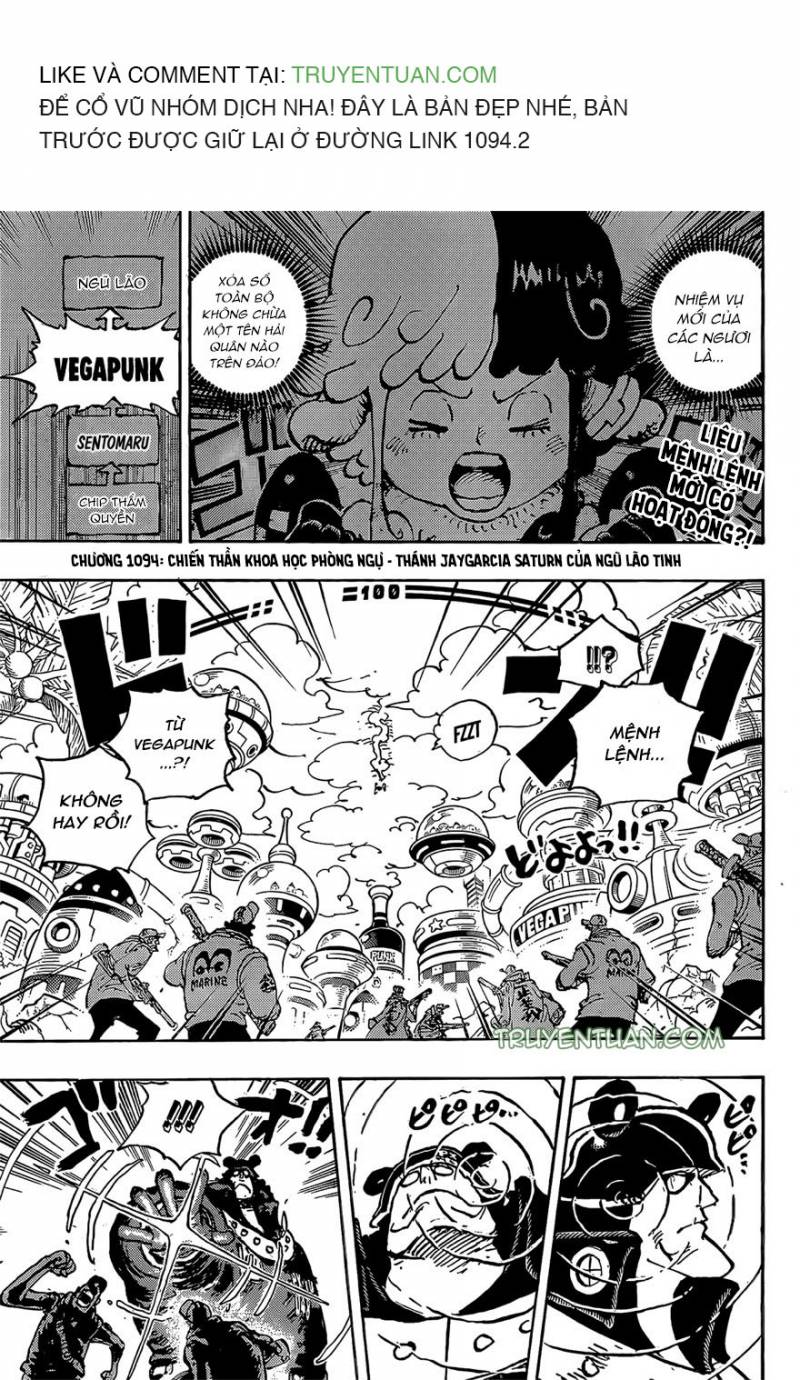 LIKE VÀ COMMENT TẠI: TRUYENTUAN.COM
ĐỂ CỔ VŨ NHÓM DỊCH NHA! ĐÂY LÀ BẢN ĐẸP NHÉ, BẢN
TRƯỚC ĐƯỢC GIỮ LẠI Ở ĐƯỜNG LINK 1094.2
NHIỆM VỤ
MỚI CỦA
CÁC NGƯƠI
LÀ...
XÓA SỔ
TOÀN BỘ
KHÔNG CHỪA
MỘT TÊN HẢI
QUÂN NÀO
TRÊN ĐẢO!
LIỆU
MỆNH LỆNH
MỚI CÓ
HOẠT ĐỘNG?!
NGŨ LÃO
VEGAPUNK
SENTOMARU
CHIP THẨM
QUYỀN
CHƯƠNG 1094: CHIẾN THẦN KHOA HỌC PHÒNG NGỰ - THÁNH JAYGARCIA SATURN CỦA NGŨ LÃO TINH
100
!!?
MỆNH
LỆNH...
FZZT
TỪ
VEGAPUNK
...?!
KHÔNG
HAY RỒI!
ドド
どよよっ!!
VEGAPUN
MARINE
MARINE
TRUYENTUAN.COM
ピピ...
ピピピ...
!!!
ゴオ!!